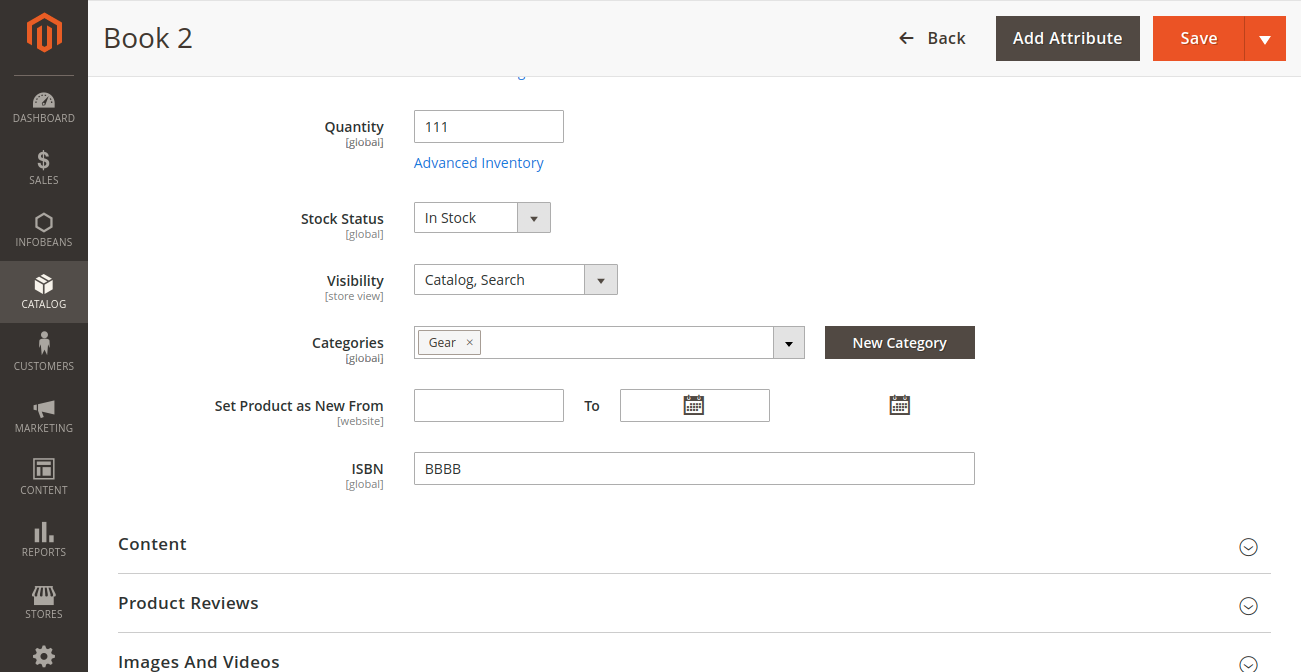 Book 2
Back
Add Attribute
Save
DASHBOARD
SALES
INFOBEANS
CATALOG
CUSTOMERS
MARKETING
CONTENT
REPORTS
STORES
Quantity
[global]
111
Advanced Inventory
Stock Status
[global]
In Stock
Visibility
[store view]
Catalog, Search
Categories
[global]
Gear ×
New Category
Set Product as New From
[website]
To
ISBN
[global]
BBBB
Content
Product Reviews
Images And Videos